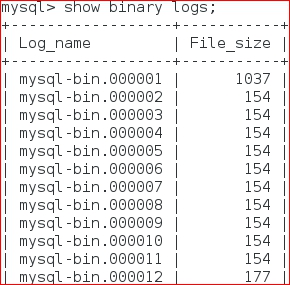 mysql> show binary logs;
+------------------+-----------+
| Log_name         | File_size |
+------------------+-----------+
| mysql-bin.000001 |      1037 |
| mysql-bin.000002 |       154 |
| mysql-bin.000003 |       154 |
| mysql-bin.000004 |       154 |
| mysql-bin.000005 |       154 |
| mysql-bin.000006 |       154 |
| mysql-bin.000007 |       154 |
| mysql-bin.000008 |       154 |
| mysql-bin.000009 |       154 |
| mysql-bin.000010 |       154 |
| mysql-bin.000011 |       154 |
| mysql-bin.000012 |       177 |